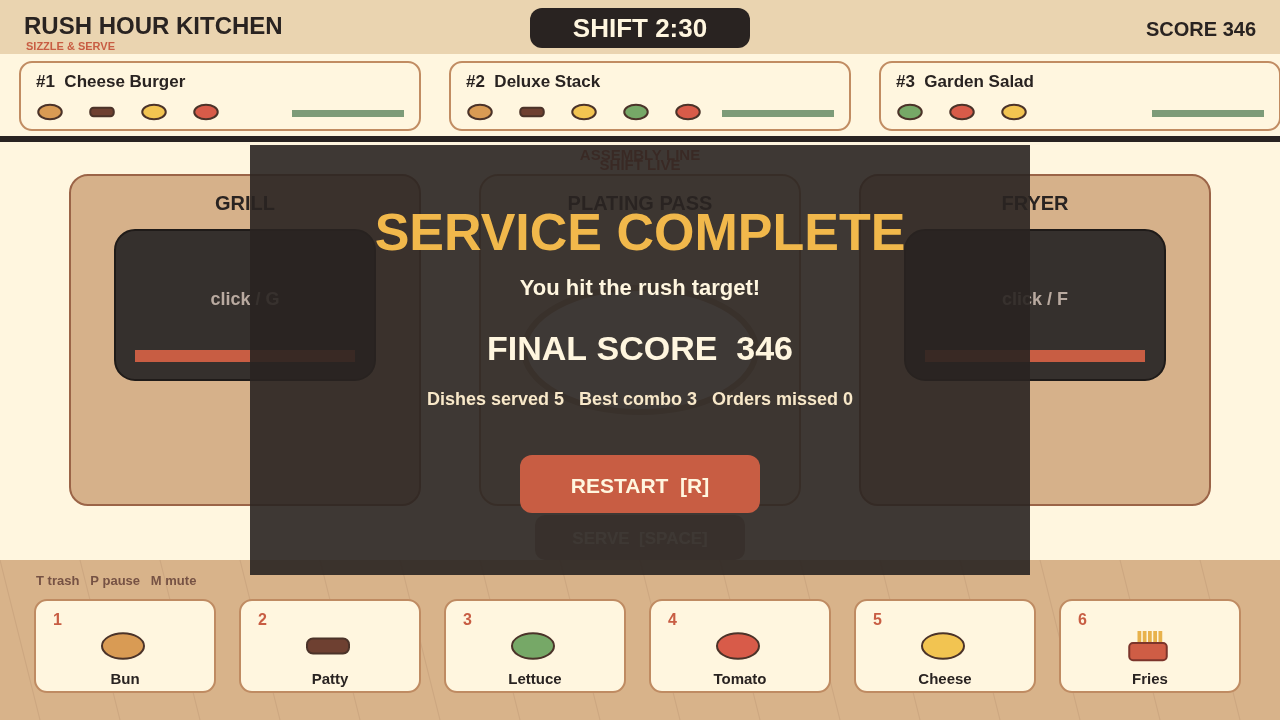 RUSH HOUR KITCHEN
SIZZLE & SERVE
SHIFT 2:30
SCORE 346
#1 Cheese Burger
#2 Deluxe Stack
#3 Garden Salad
ASSEMBLY LINE
SHIFT LIVE
GRILL
PLATING PASS
FRYER
SERVICE COMPLETE
click / G
You hit the rush target!
click / F
FINAL SCORE 346
Dishes served 5 Best combo 3 Orders missed 0
RESTART [R]
SERVE [SPACE]
T trash P pause M mute
1
Bun
2
Patty
3
Lettuce
4
Tomato
5
Cheese
6
Fries